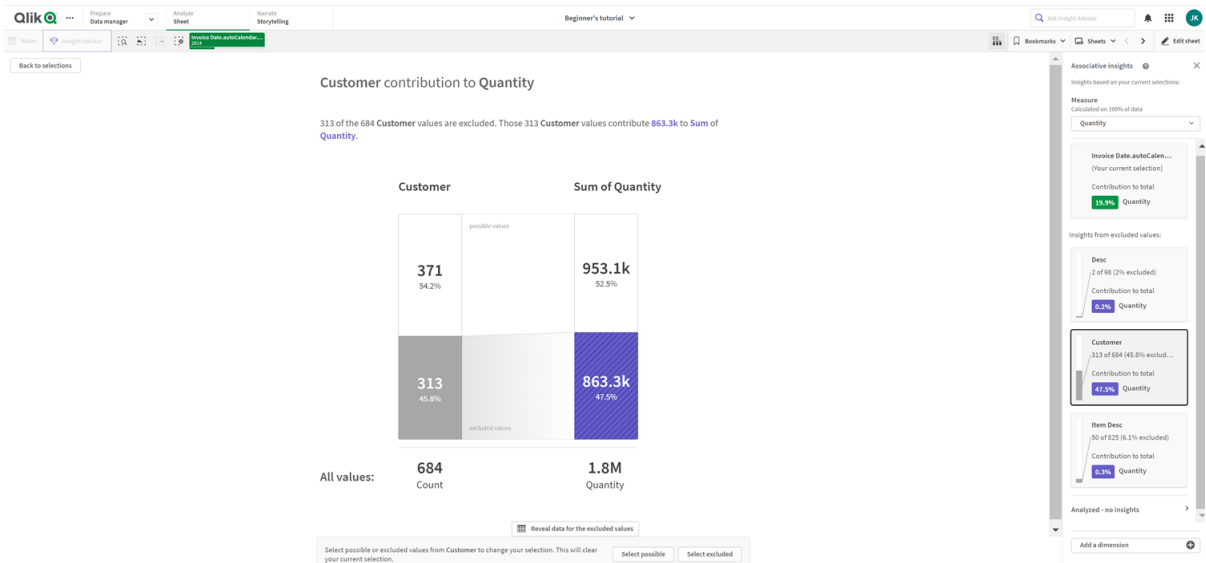 Qlik
Prepare
Data manager
Analyze
Sheet
Narrate
Storytelling
Beginner's tutorial
Ask Insight Advisor
JK
Notes
Insight Advisor
Invoice Date.autoCalendar...
2014
Bookmarks
Sheets
Edit sheet
Back to selections
Customer contribution to Quantity
313 of the 684 Customer values are excluded. Those 313 Customer values contribute 863.3k to Sum of
Quantity.
Customer
Sum of Quantity
possible values
371
54.2%
953.1k
52.5%
313
45.8%
863.3k
47.5%
excluded values
All values:
684
Count
1.8M
Quantity
Reveal data for the excluded values
Select possible or excluded values from Customer to change your selection. This will clear
your current selection.
Select possible
Select excluded
Associative insights
Insights based on your current selections:
Measure
Calculated on 100% of data
Quantity
Invoice Date.autoCalen...
(Your current selection)
Contribution to total
19.9% Quantity
Insights from excluded values:
Desc
2 of 98 (2% excluded)
Contribution to total
0.2% Quantity
Customer
313 of 684 (45.8% exclud...
Contribution to total
47.5% Quantity
Item Desc
50 of 825 (6.1% excluded)
Contribution to total
0.3% Quantity
Analyzed - no insights
Add a dimension